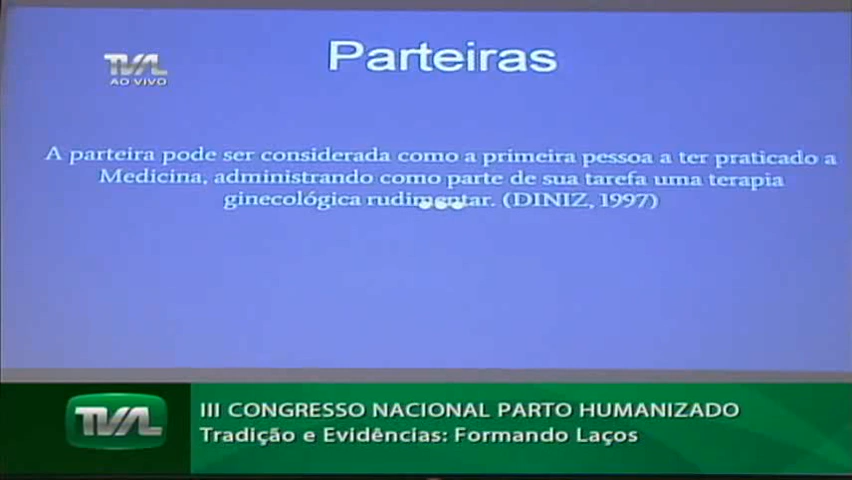 Parteiras
TVAL
AO VIVO
A parteira pode ser considerada como a primeira pessoa a ter praticado a
Medicina, administrando como parte de sua tarefa uma terapia
ginecológica rudimentar. (DINIZ, 1997)
TVAL
III CONGRESSO NACIONAL PARTO HUMANIZADO
Tradição e Evidências: Formando Laços